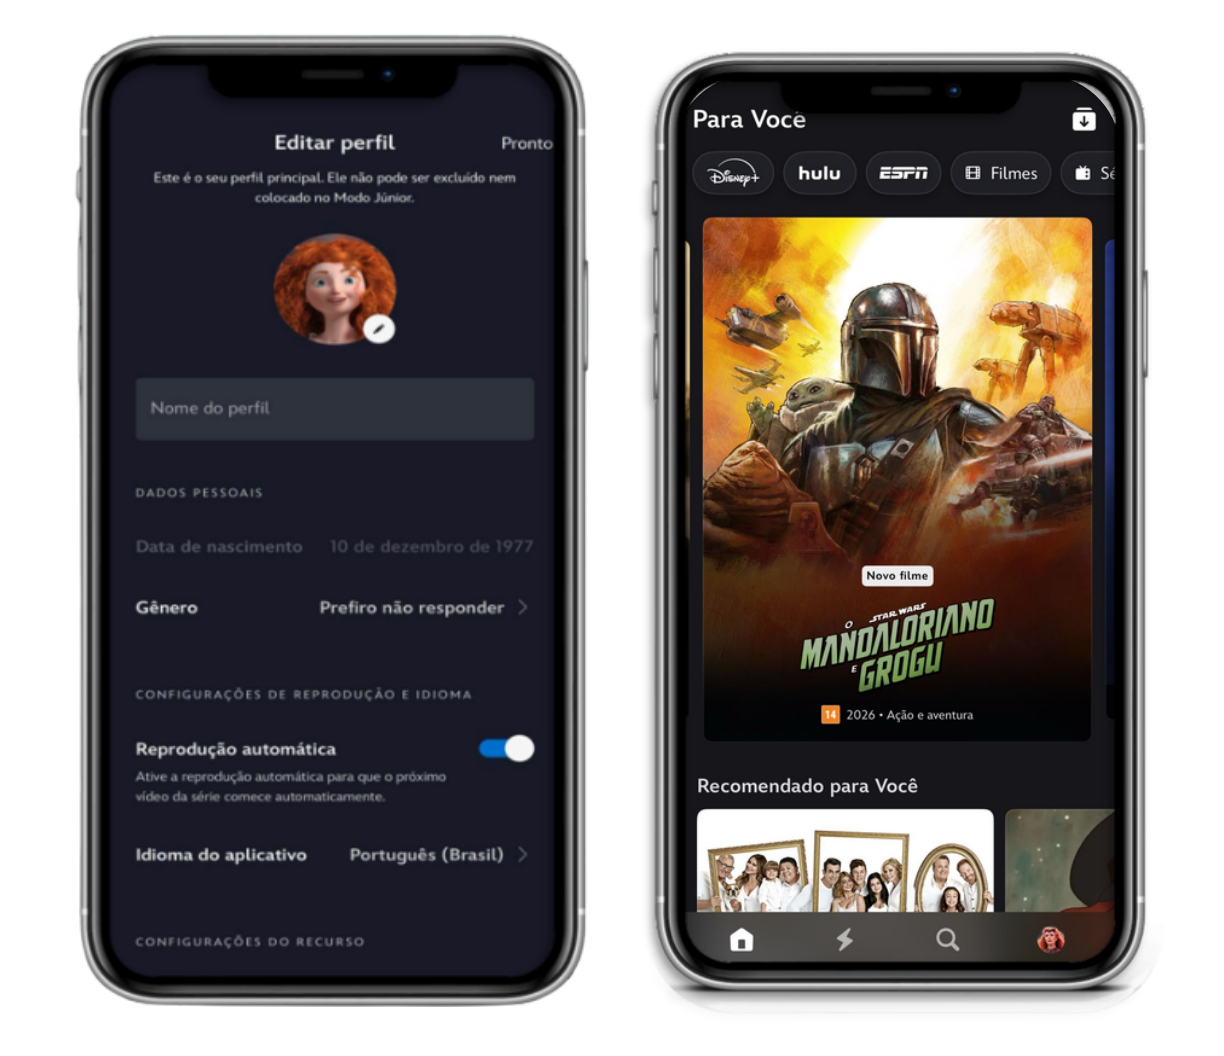 Editar perfil
Pronto
Este é o seu perfil principal. Ele não pode ser excluído nem
colocado no Modo Júnior.
Nome do perfil
DADOS PESSOAIS
Data de nascimento 10 de dezembro de 1977
Gênero Prefiro não responder
CONFIGURAÇÕES DE REPRODUÇÃO E IDIOMA
Reprodução automática
Ative a reprodução automática para que o próximo
vídeo da série comece automaticamente.
Idioma do aplicativo Português (Brasil)
CONFIGURAÇÕES DO RECURSO
Para Você
Disney+ hulu ESPN Filmes Sé
Novo filme
STAR WARS
O MANDALORIANO
E GROGU
14 2026 • Ação e aventura
Recomendado para Você